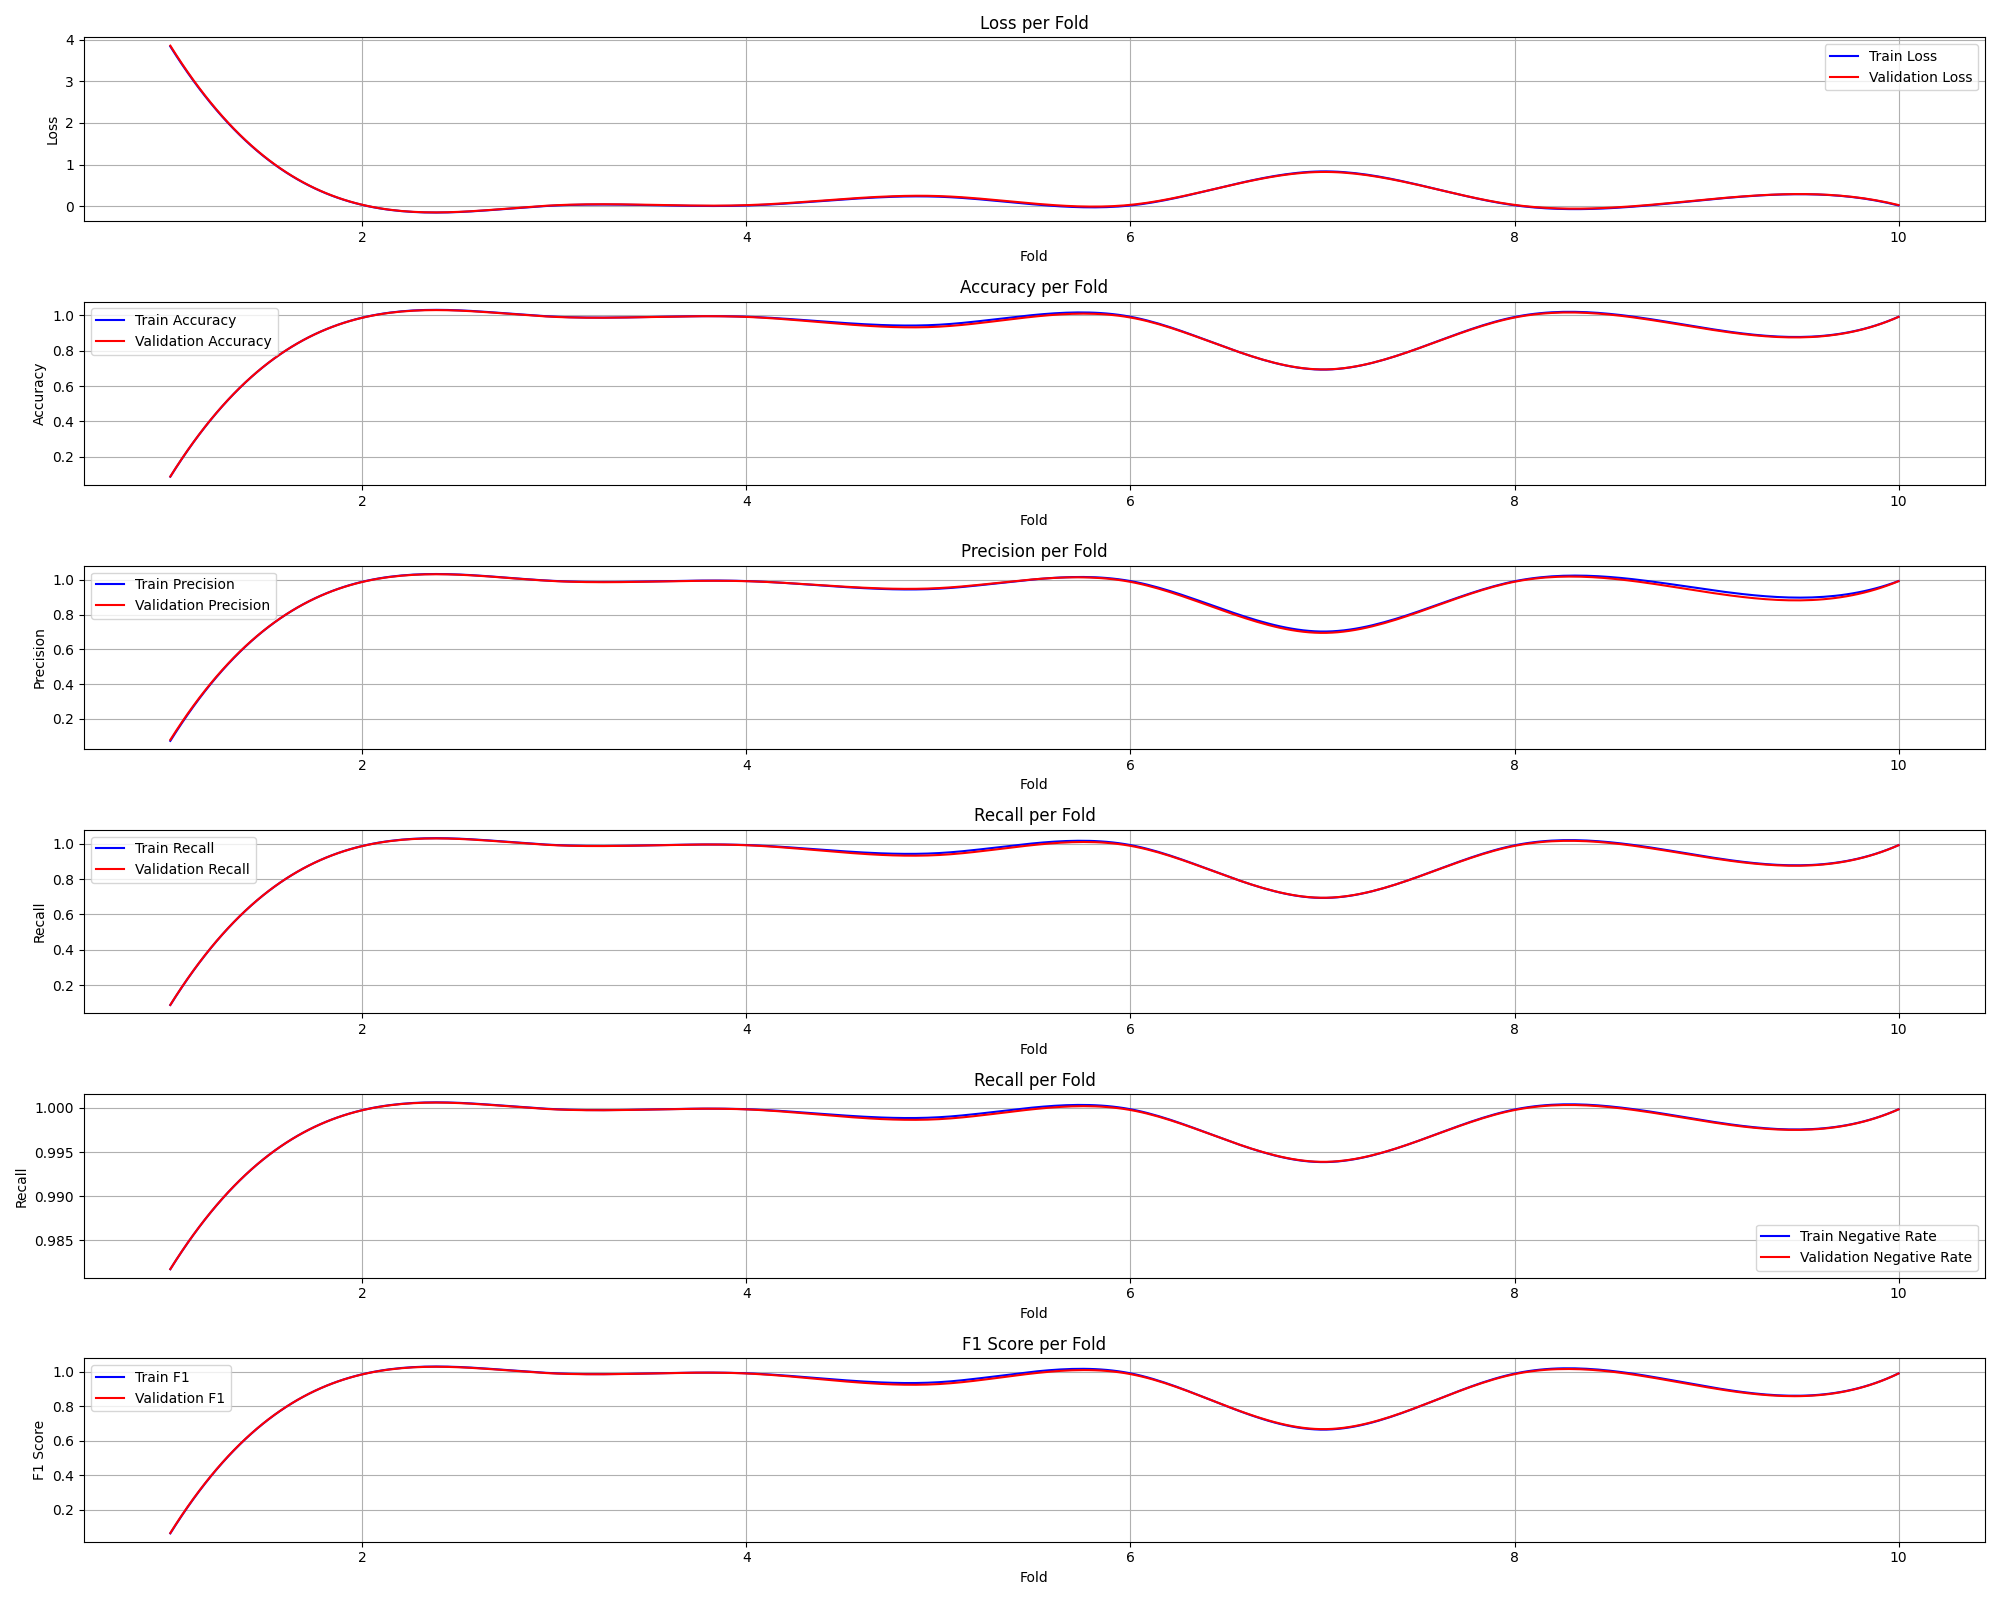 Loss per Fold
4
3
2
1
0
Loss
Train Loss
Validation Loss
2 4 6 8 10
Fold
Accuracy per Fold
1.0
0.8
0.6
0.4
0.2
Accuracy
Train Accuracy
Validation Accuracy
2 4 6 8 10
Fold
Precision per Fold
1.0
0.8
0.6
0.4
0.2
Precision
Train Precision
Validation Precision
2 4 6 8 10
Fold
Recall per Fold
1.0
0.8
0.6
0.4
0.2
Recall
Train Recall
Validation Recall
2 4 6 8 10
Fold
Recall per Fold
1.000
0.995
0.990
0.985
Recall
Train Negative Rate
Validation Negative Rate
2 4 6 8 10
Fold
F1 Score per Fold
1.0
0.8
0.6
0.4
0.2
F1 Score
Train F1
Validation F1
2 4 6 8 10
Fold